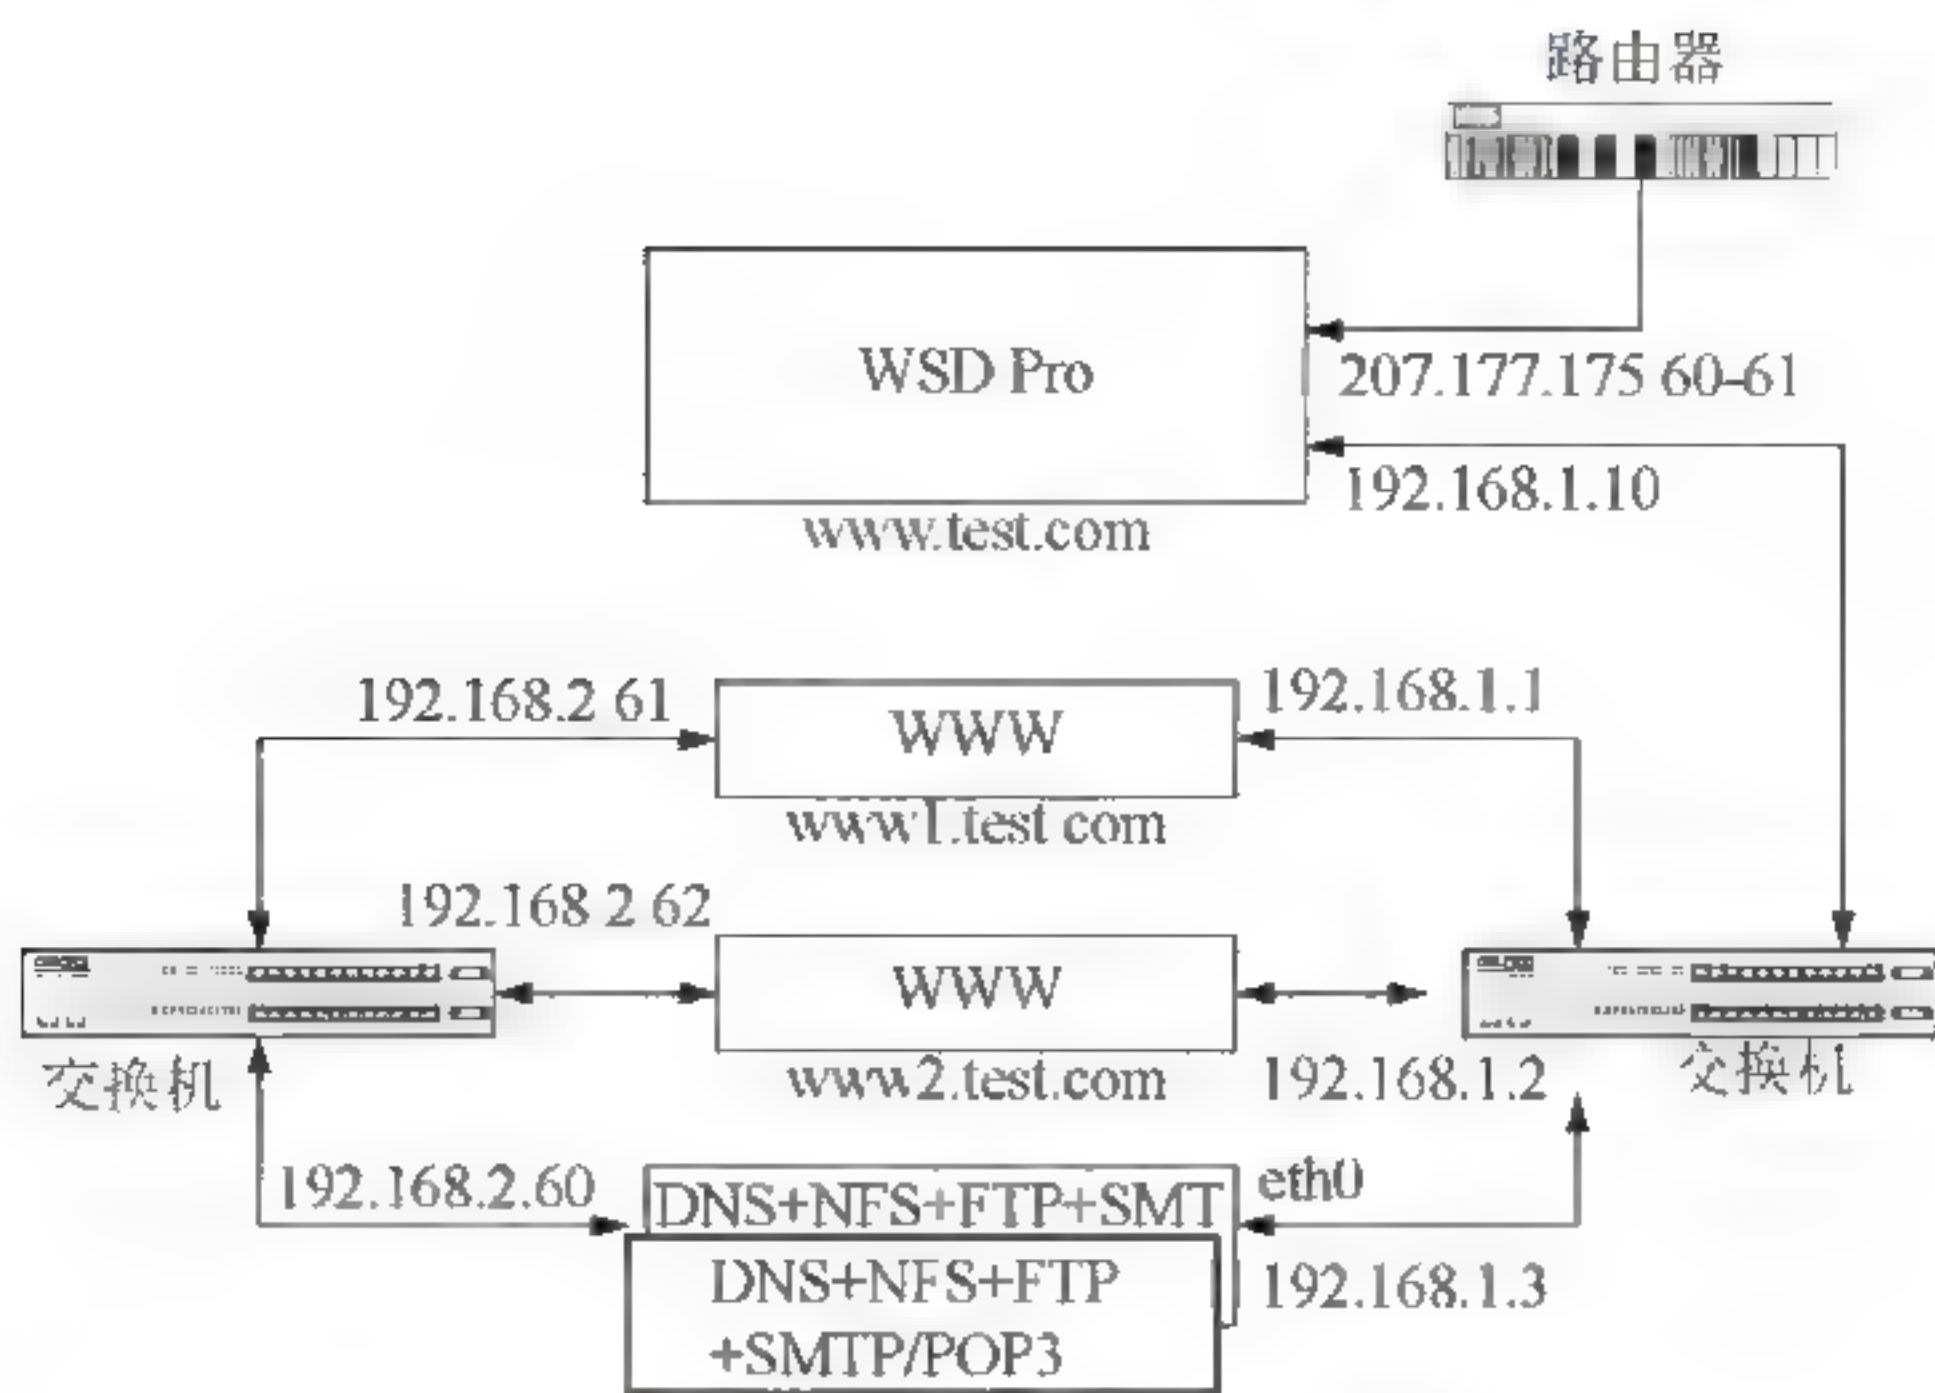 路由器
WSD Pro
207.177.175 60-61
192.168.1.10
www.test.com
192.168.2 61
WWW
192.168.1.1
www1.test com
192.168 2 62
WWW
交换机
www2.test.com
192.168.1.2
交换机
192.168.2.60
DNS+NFS+FTP+SMT
eth0
DNS+NFS+FTP
+SMTP/POP3
192.168.1.3